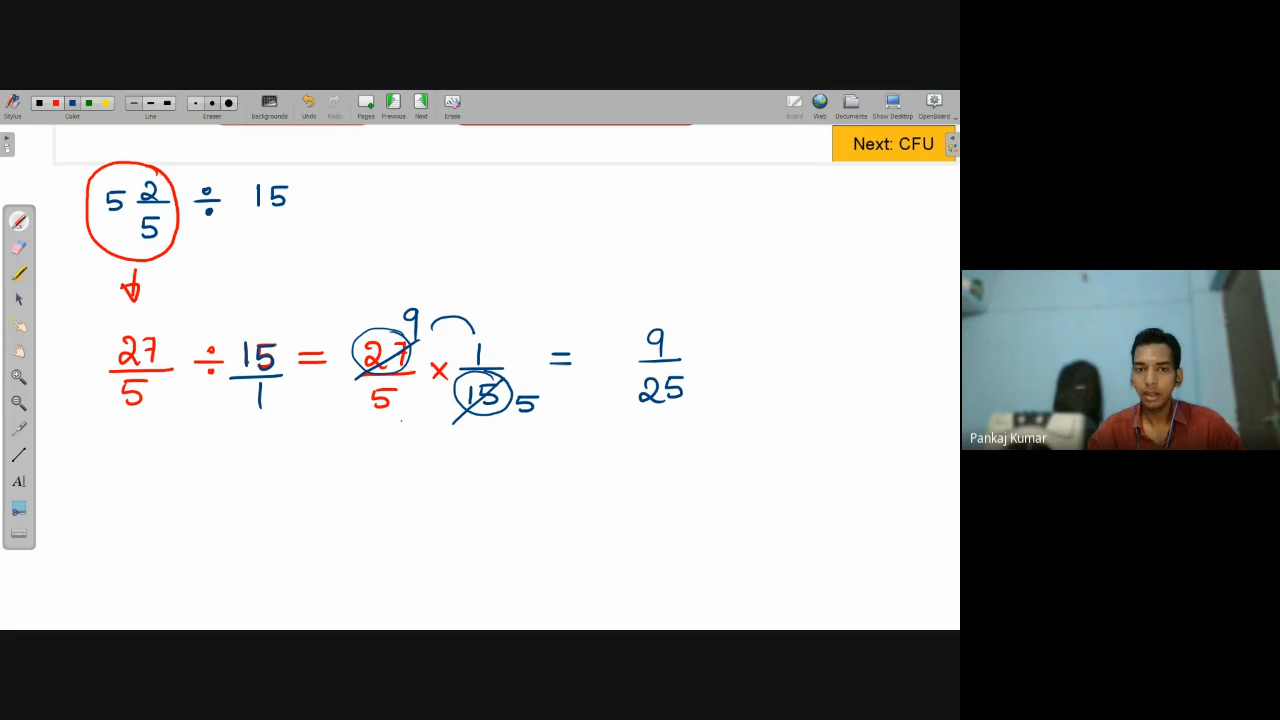 Stylus Color Line Eraser Backgrounds Undo Redo Pages Previous Next Erase Board Web Documents Show Desktop OpenBoard
Next: CFU
5 2/5 ÷ 15
27/5 ÷ 15/1 = 27/5 × 1/15 = 9/25
9
5
Pankaj Kumar